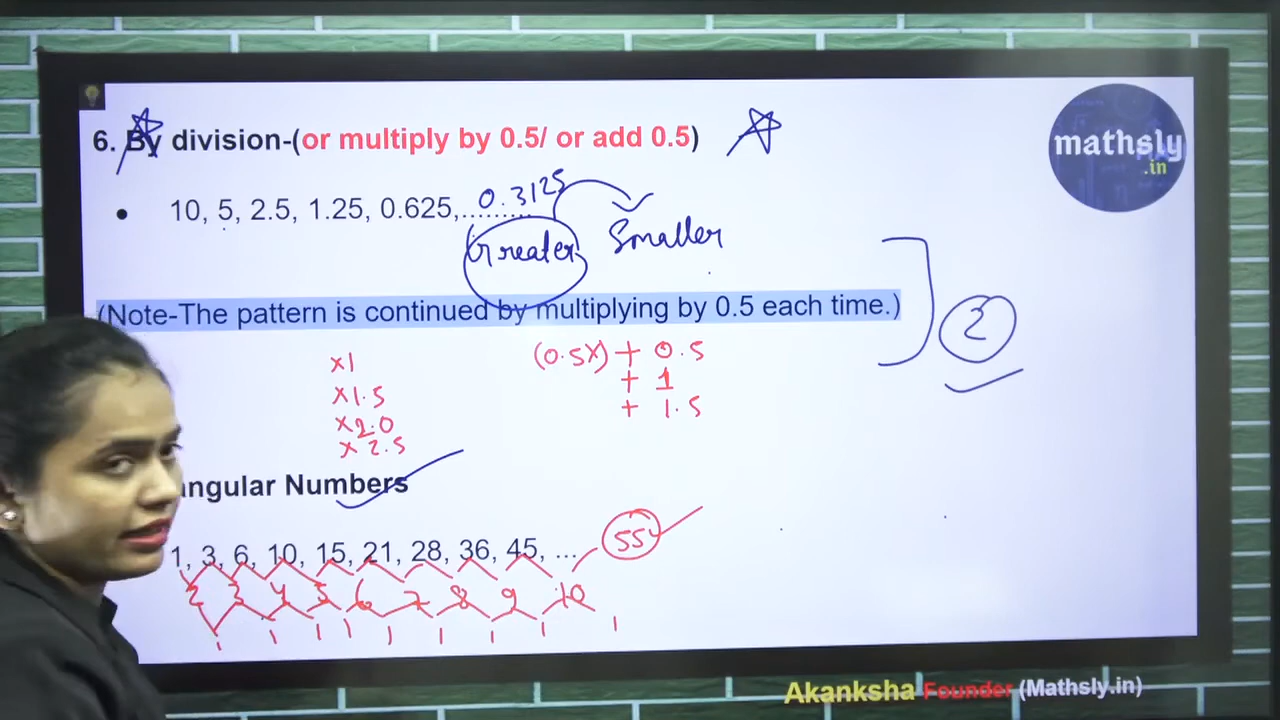 6. By division-(or multiply by 0.5/ or add 0.5)
mathsly
.in
0.3125
• 10, 5, 2.5, 1.25, 0.625,..........
Greater Smaller
(Note-The pattern is continued by multiplying by 0.5 each time.)
2
x1
x1.5
x2.0
x2.5
(0.5x) + 0.5
+ 1
+ 1.5
angular Numbers
1, 3, 6, 10, 15, 21, 28, 36, 45, ... 55
2 3 4 5 6 7 8 9 10
1 1 1 1 1 1 1 1 1
Akanksha Founder (Mathsly.in)